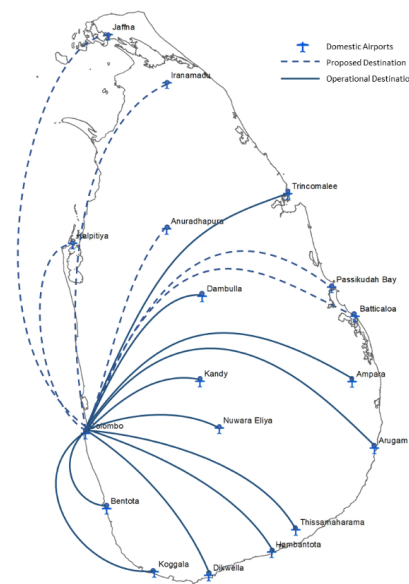 Jaffna
Domestic Airports
Proposed Destination
Operational Destinatio
Iranamadu
Trincomalee
Anuradhapura
Kalpitiya
Passikudah Bay
Dambulla
Batticaloa
Kandy
Ampara
Nuwara Eliya
Colombo
Arugam
Bentota
Thissamaharama
Hambantota
Koggala
Dikwella